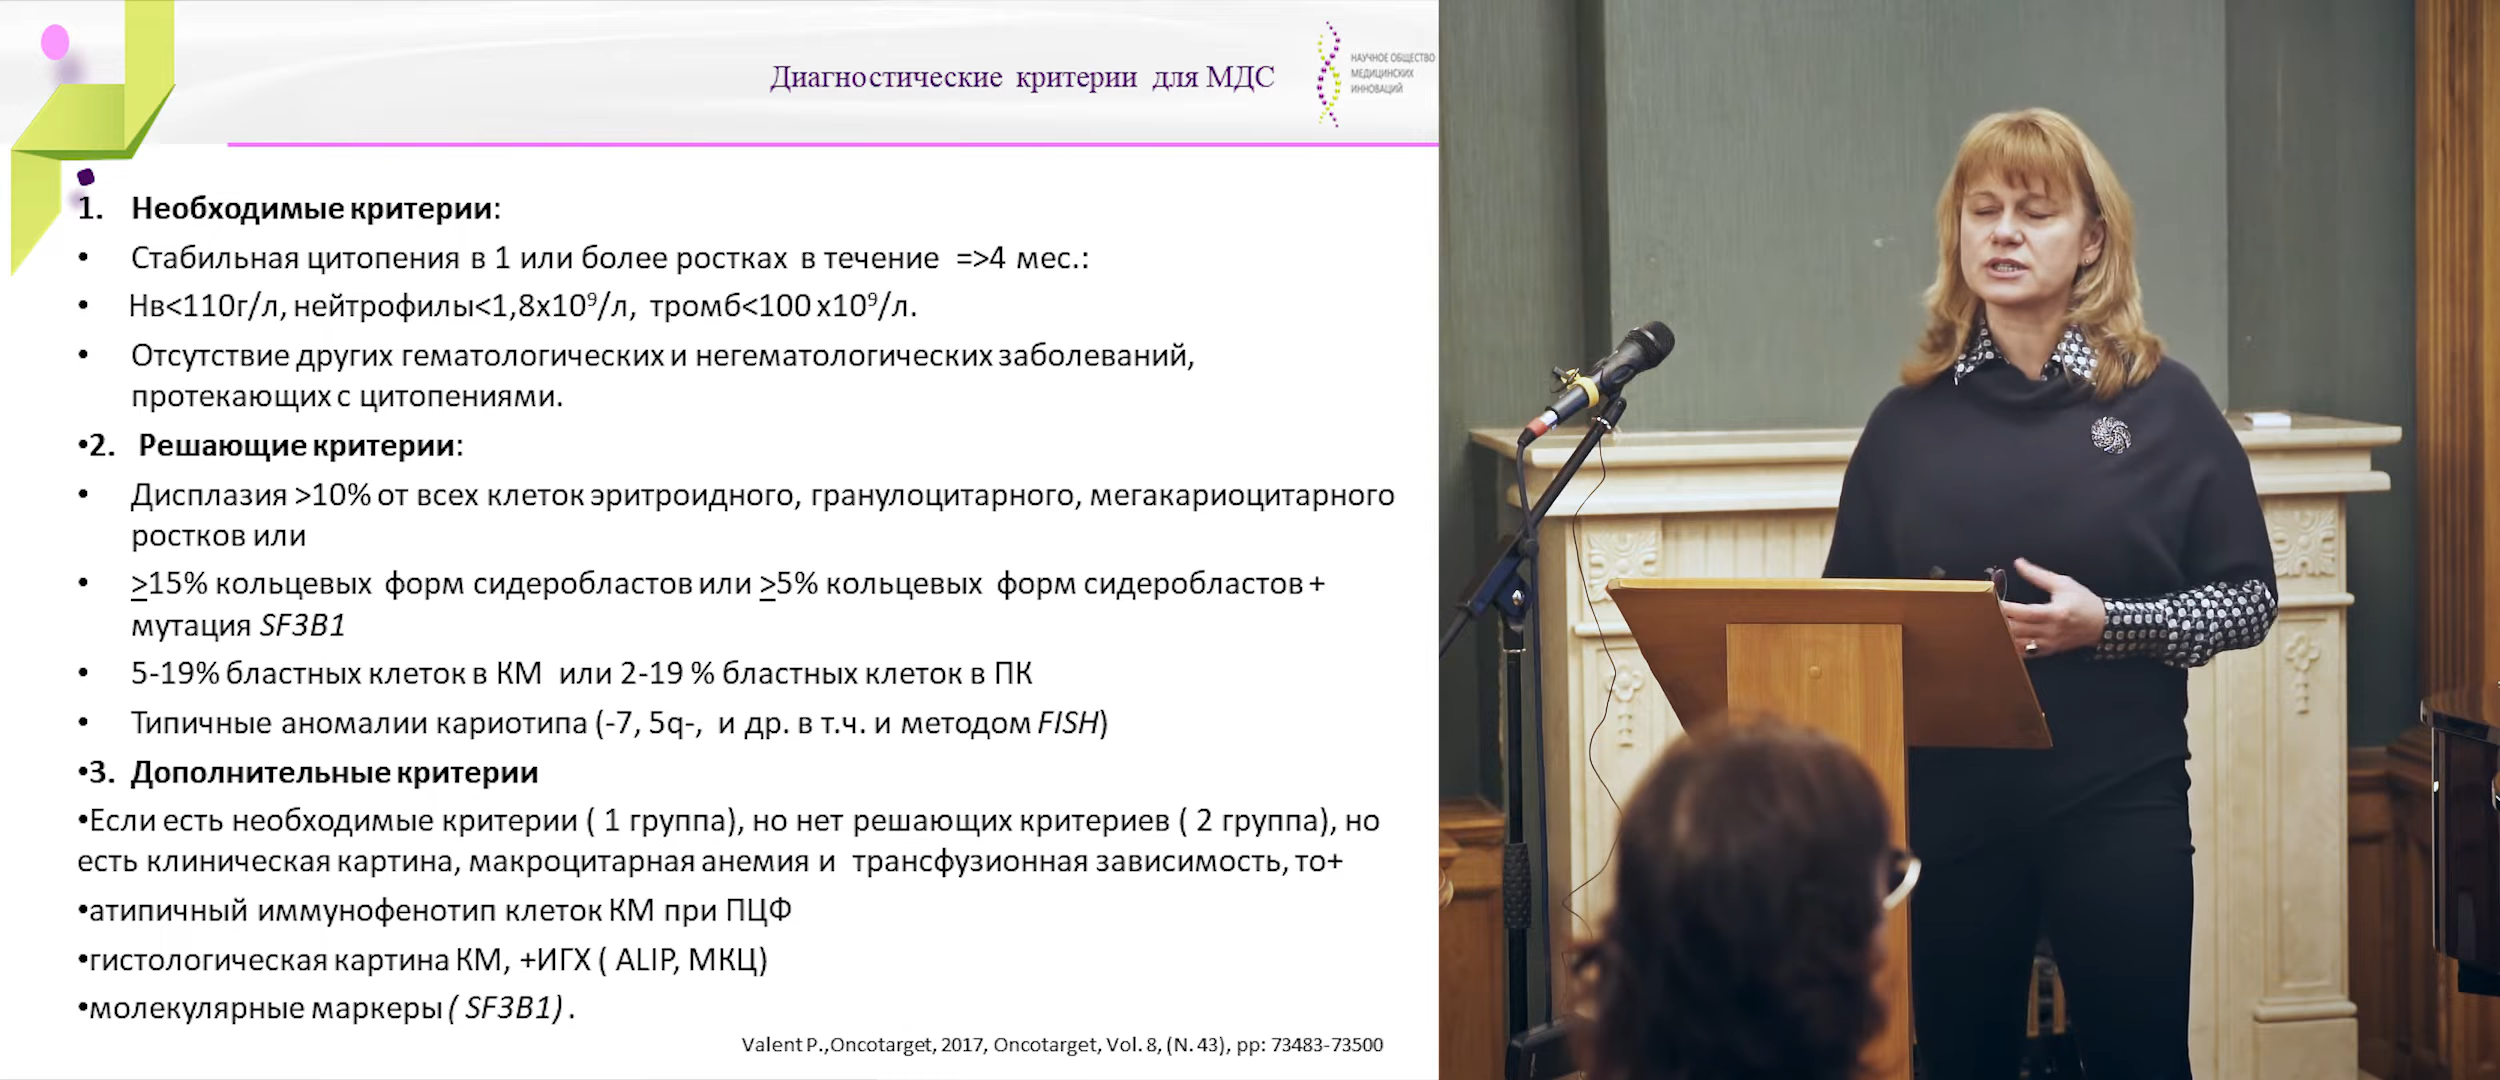 Диагностические критерии для МДС
НАУЧНОЕ ОБЩЕСТВО
МЕДИЦИНСКИХ
ИННОВАЦИЙ
1. Необходимые критерии:
• Стабильная цитопения в 1 или более ростках в течение =>4 мес.:
• Нв<110г/л, нейтрофилы<1,8х10⁹/л, тромб<100 х10⁹/л.
• Отсутствие других гематологических и негематологических заболеваний,
протекающих с цитопениями.
•2. Решающие критерии:
• Дисплазия >10% от всех клеток эритроидного, гранулоцитарного, мегакариоцитарного
ростков или
• ≥15% кольцевых форм сидеробластов или ≥5% кольцевых форм сидеробластов +
мутация SF3B1
• 5-19% бластных клеток в КМ или 2-19 % бластных клеток в ПК
• Типичные аномалии кариотипа (-7, 5q-, и др. в т.ч. и методом FISH)
•3. Дополнительные критерии
•Если есть необходимые критерии ( 1 группа), но нет решающих критериев ( 2 группа), но
есть клиническая картина, макроцитарная анемия и трансфузионная зависимость, то+
•атипичный иммунофенотип клеток КМ при ПЦФ
•гистологическая картина КМ, +ИГХ ( ALIP, МКЦ)
•молекулярные маркеры ( SF3B1) .
Valent P.,Oncotarget, 2017, Oncotarget, Vol. 8, (N. 43), pp: 73483-73500